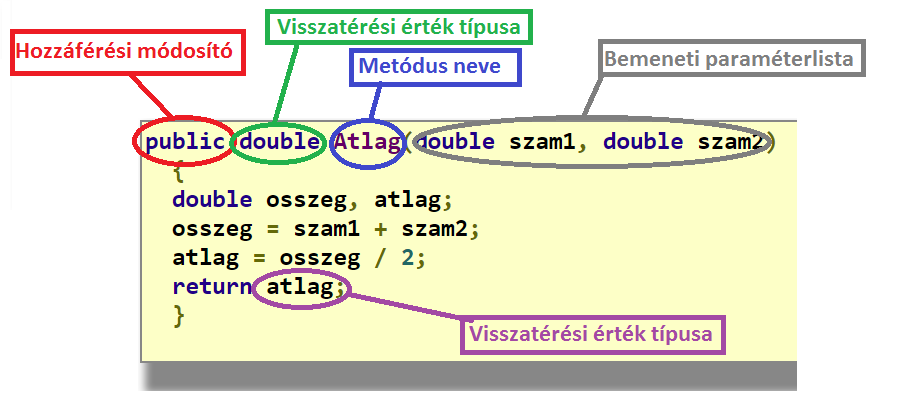 Visszatérési érték típusa
Hozzáférési módosító
Metódus neve
Bemeneti paraméterlista
public double Atlag(double szam1, double szam2)
{
double osszeg, atlag;
osszeg = szam1 + szam2;
atlag = osszeg / 2;
return atlag;
}
Visszatérési érték típusa